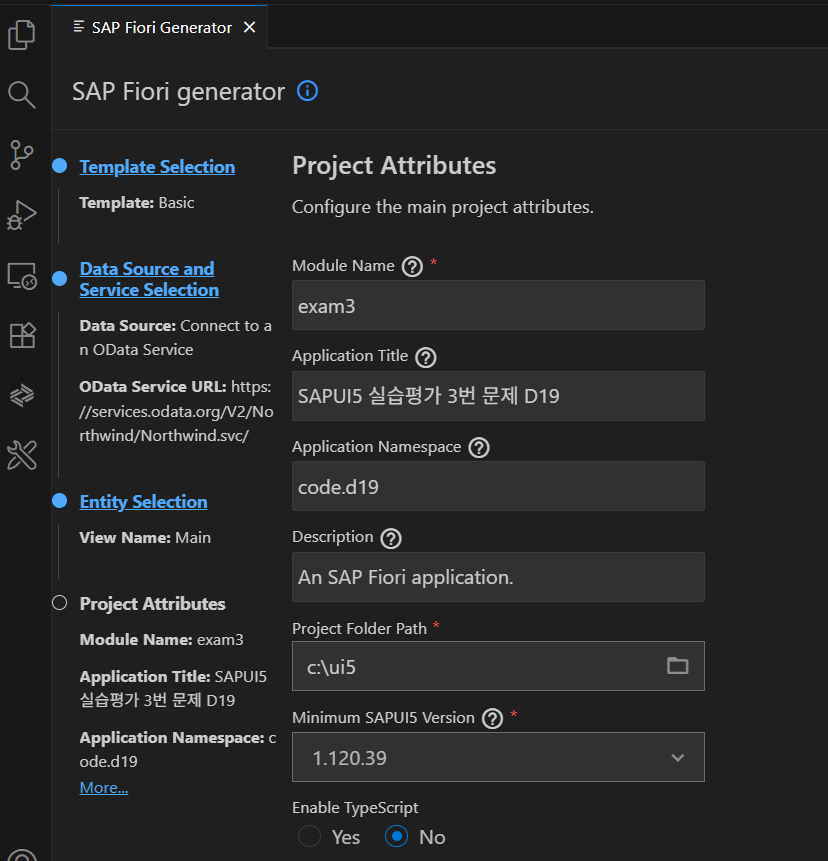 SAP Fiori Generator
SAP Fiori generator
Template Selection
Template: Basic
Data Source and
Service Selection
Data Source: Connect to a
n OData Service
OData Service URL: https:
//services.odata.org/V2/No
rthwind/Northwind.svc/
Entity Selection
View Name: Main
Project Attributes
Module Name: exam3
Application Title: SAPUI5
실습평가 3번 문제 D19
Application Namespace: c
ode.d19
More...
Project Attributes
Configure the main project attributes.
Module Name *
exam3
Application Title
SAPUI5 실습평가 3번 문제 D19
Application Namespace
code.d19
Description
An SAP Fiori application.
Project Folder Path *
c:\ui5
Minimum SAPUI5 Version *
1.120.39
Enable TypeScript
Yes No